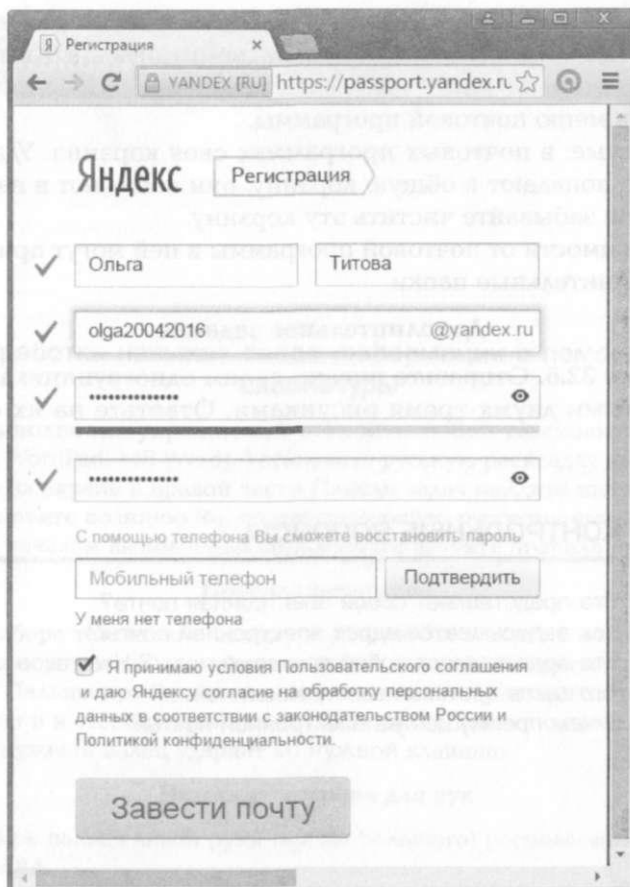 Регистрация
YANDEX [RU] https://passport.yandex.ru
Яндекс Регистрация
Ольга Титова
olga20042016 @yandex.ru
С помощью телефона Вы сможете восстановить пароль
Мобильный телефон Подтвердить
У меня нет телефона
Я принимаю условия Пользовательского соглашения
и даю Яндексу согласие на обработку персональных
данных в соответствии с законодательством России и
Политикой конфиденциальности.
Завести почту